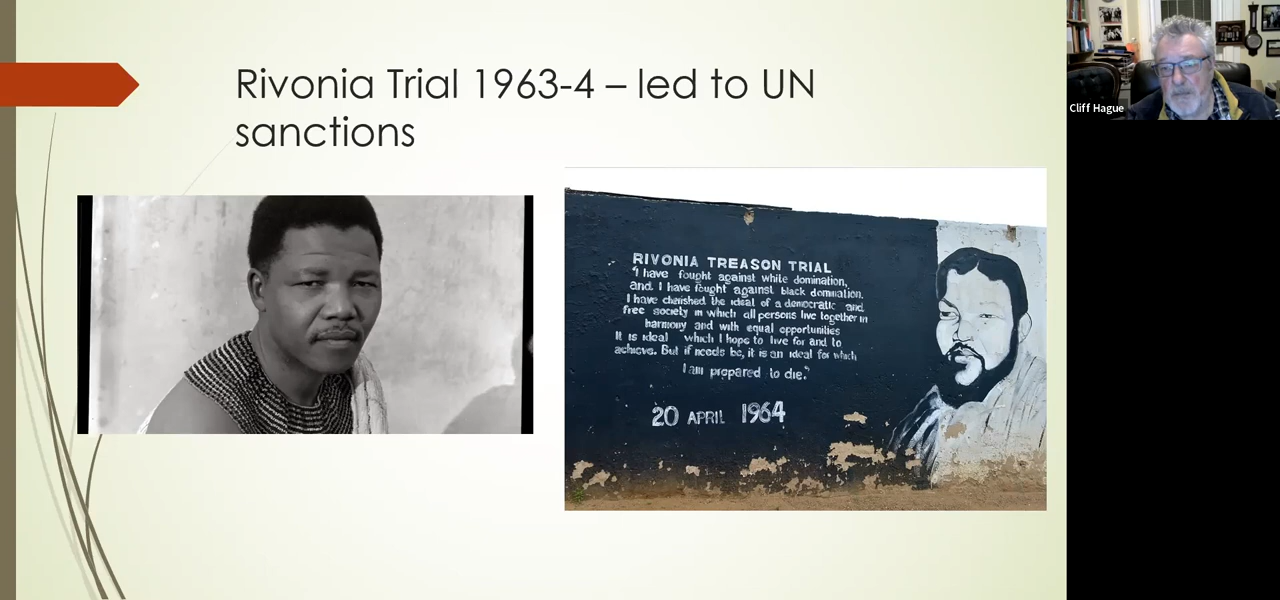 Rivonia Trial 1963-4 – led to UN
sanctions
Cliff Hague
RIVONIA TREASON TRIAL
"I have fought against white domination,
and I have fought against black domination.
I have cherished the ideal of a democratic and
free society in which all persons live together in
harmony and with equal opportunities
It is ideal which I hope to live for and to
achieve. But if needs be, it is an ideal for which
I am prepared to die."
20 APRIL 1964